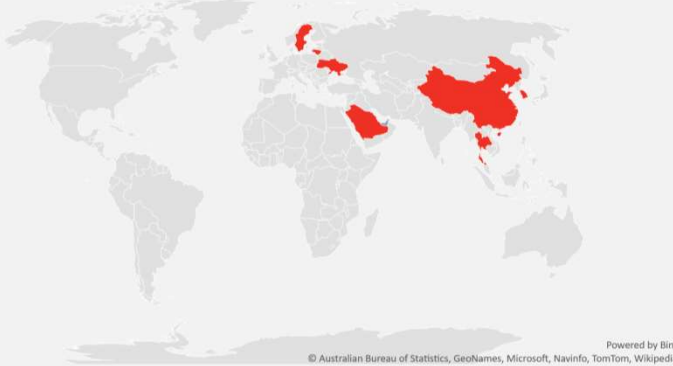 Powered by Bin
© Australian Bureau of Statistics, GeoNames, Microsoft, Navinfo, TomTom, Wikipedi